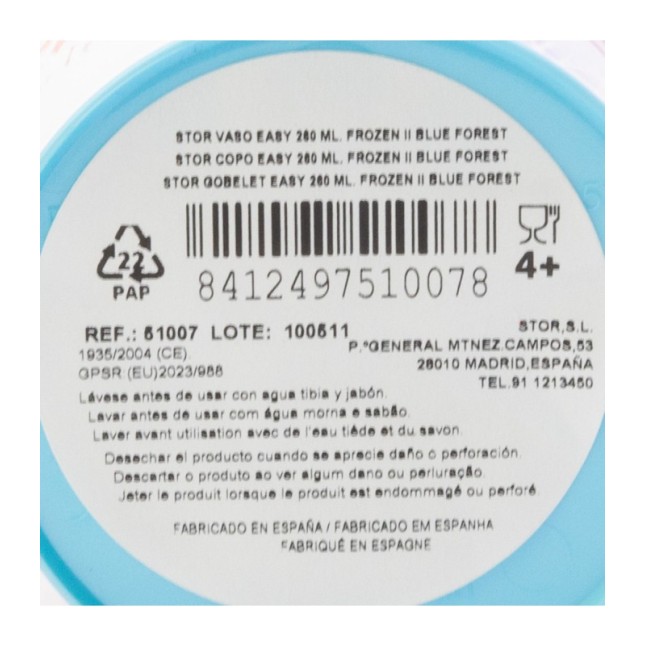 STOR VASO EASY 260 ML. FROZEN II BLUE FOREST
STOR COPO EASY 260 ML. FROZEN II BLUE FOREST
STOR GOBELET EASY 260 ML. FROZEN II BLUE FOREST
22
PAP
8412497510078
4+
REF.: 51007 LOTE: 100511
1935/2004 (CE)
GPSR (EU)2023/988
STOR,S.L.
P.ºGENERAL MTNEZ.CAMPOS,53
28010 MADRID,ESPAÑA
TEL.91 1213450
Lávese antes de usar con agua tibia y jabón.
Lavar antes de usar com água morna e sabão.
Laver avant utilisation avec de l'eau tiède et du savon.
Desechar el producto cuando se aprecie daño o perforación.
Descartar o produto ao ver algum dano ou perfuração.
Jeter le produit lorsque le produit est endommagé ou perforé.
FABRICADO EN ESPAÑA / FABRICADO EM ESPANHA
FABRIQUÉ EN ESPAGNE